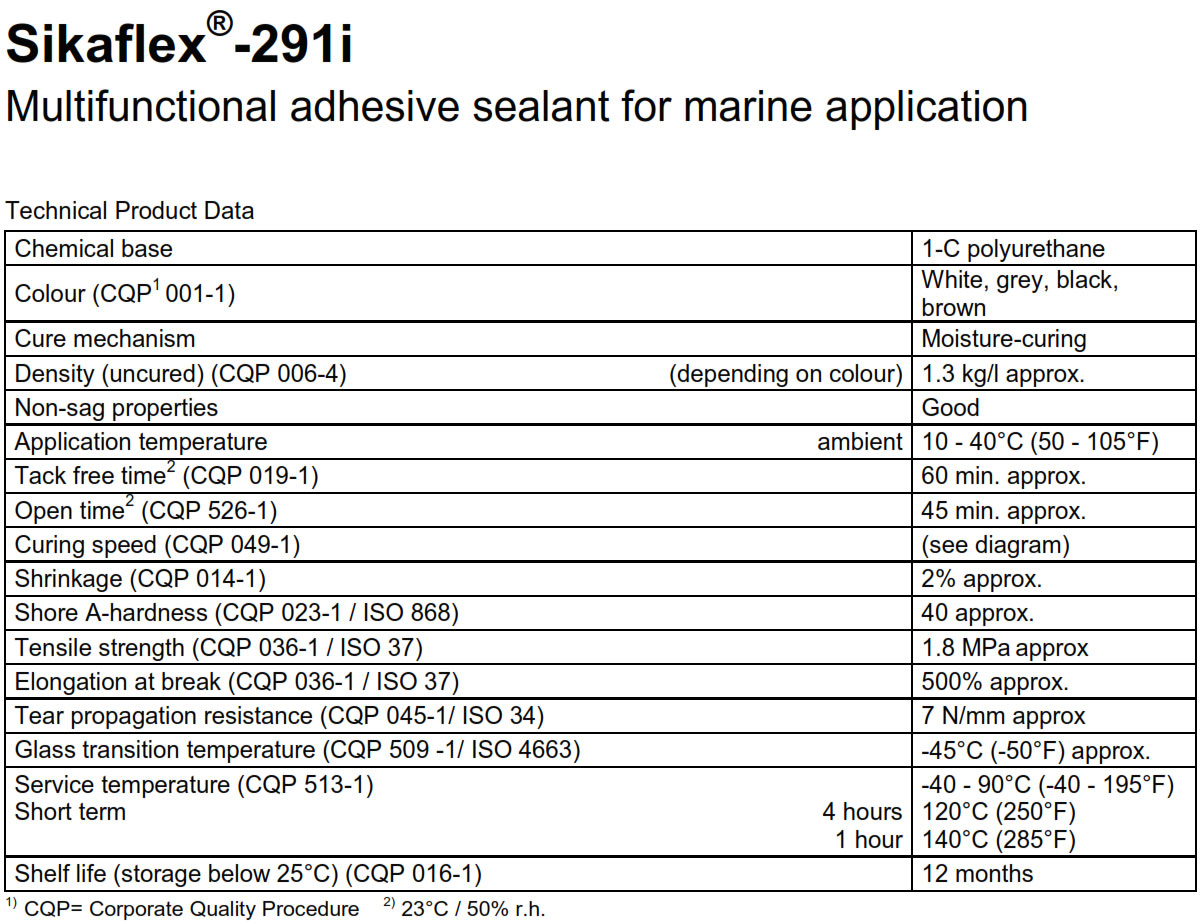 Sikaflex®-291i
Multifunctional adhesive sealant for marine application
Technical Product Data
Chemical base 1-C polyurethane
Colour (CQP¹ 001-1) White, grey, black,
brown
Cure mechanism Moisture-curing
Density (uncured) (CQP 006-4) (depending on colour) 1.3 kg/l approx.
Non-sag properties Good
Application temperature ambient 10 - 40°C (50 - 105°F)
Tack free time² (CQP 019-1) 60 min. approx.
Open time² (CQP 526-1) 45 min. approx.
Curing speed (CQP 049-1) (see diagram)
Shrinkage (CQP 014-1) 2% approx.
Shore A-hardness (CQP 023-1 / ISO 868) 40 approx.
Tensile strength (CQP 036-1 / ISO 37) 1.8 MPa approx
Elongation at break (CQP 036-1 / ISO 37) 500% approx.
Tear propagation resistance (CQP 045-1/ ISO 34) 7 N/mm approx
Glass transition temperature (CQP 509 -1/ ISO 4663) -45°C (-50°F) approx.
Service temperature (CQP 513-1) -40 - 90°C (-40 - 195°F)
Short term 4 hours 120°C (250°F)
1 hour 140°C (285°F)
Shelf life (storage below 25°C) (CQP 016-1) 12 months
¹⁾ CQP= Corporate Quality Procedure ²⁾ 23°C / 50% r.h.